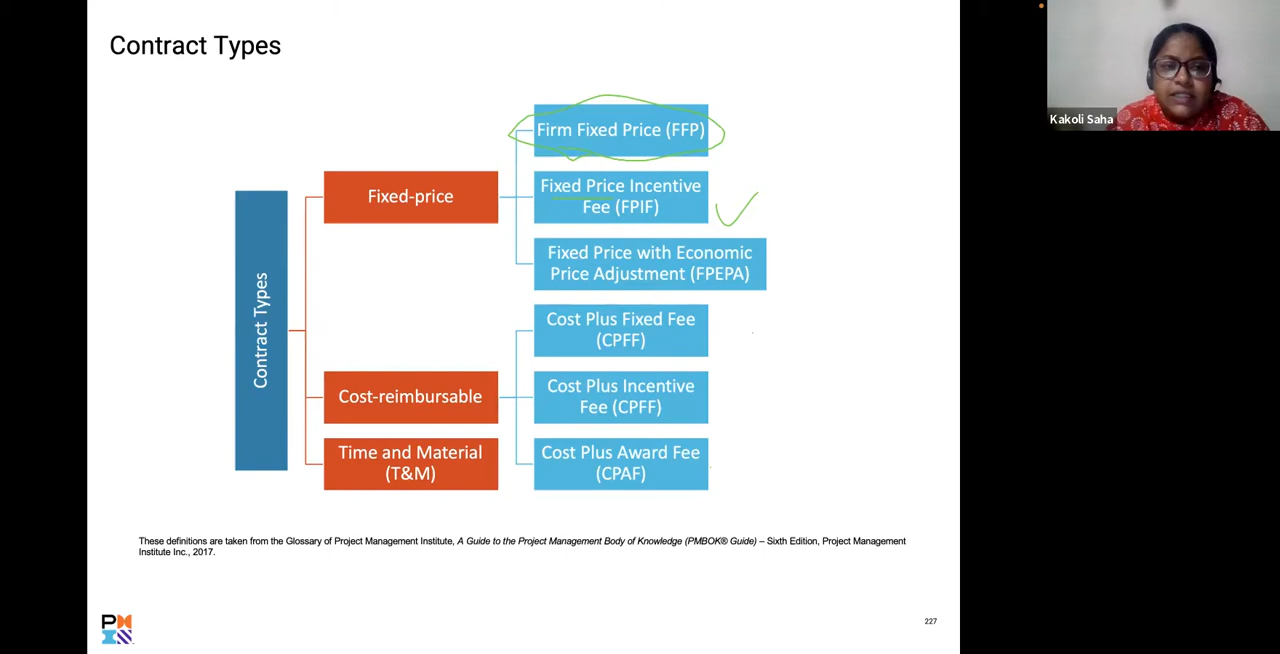 Contract Types
Kakoli Saha
Contract Types
Fixed-price
Cost-reimbursable
Time and Material
(T&M)
Firm Fixed Price (FFP)
Fixed Price Incentive
Fee (FPIF)
Fixed Price with Economic
Price Adjustment (FPEPA)
Cost Plus Fixed Fee
(CPFF)
Cost Plus Incentive
Fee (CPFF)
Cost Plus Award Fee
(CPAF)
These definitions are taken from the Glossary of Project Management Institute, A Guide to the Project Management Body of Knowledge (PMBOK® Guide) – Sixth Edition, Project Management
Institute Inc., 2017.
227